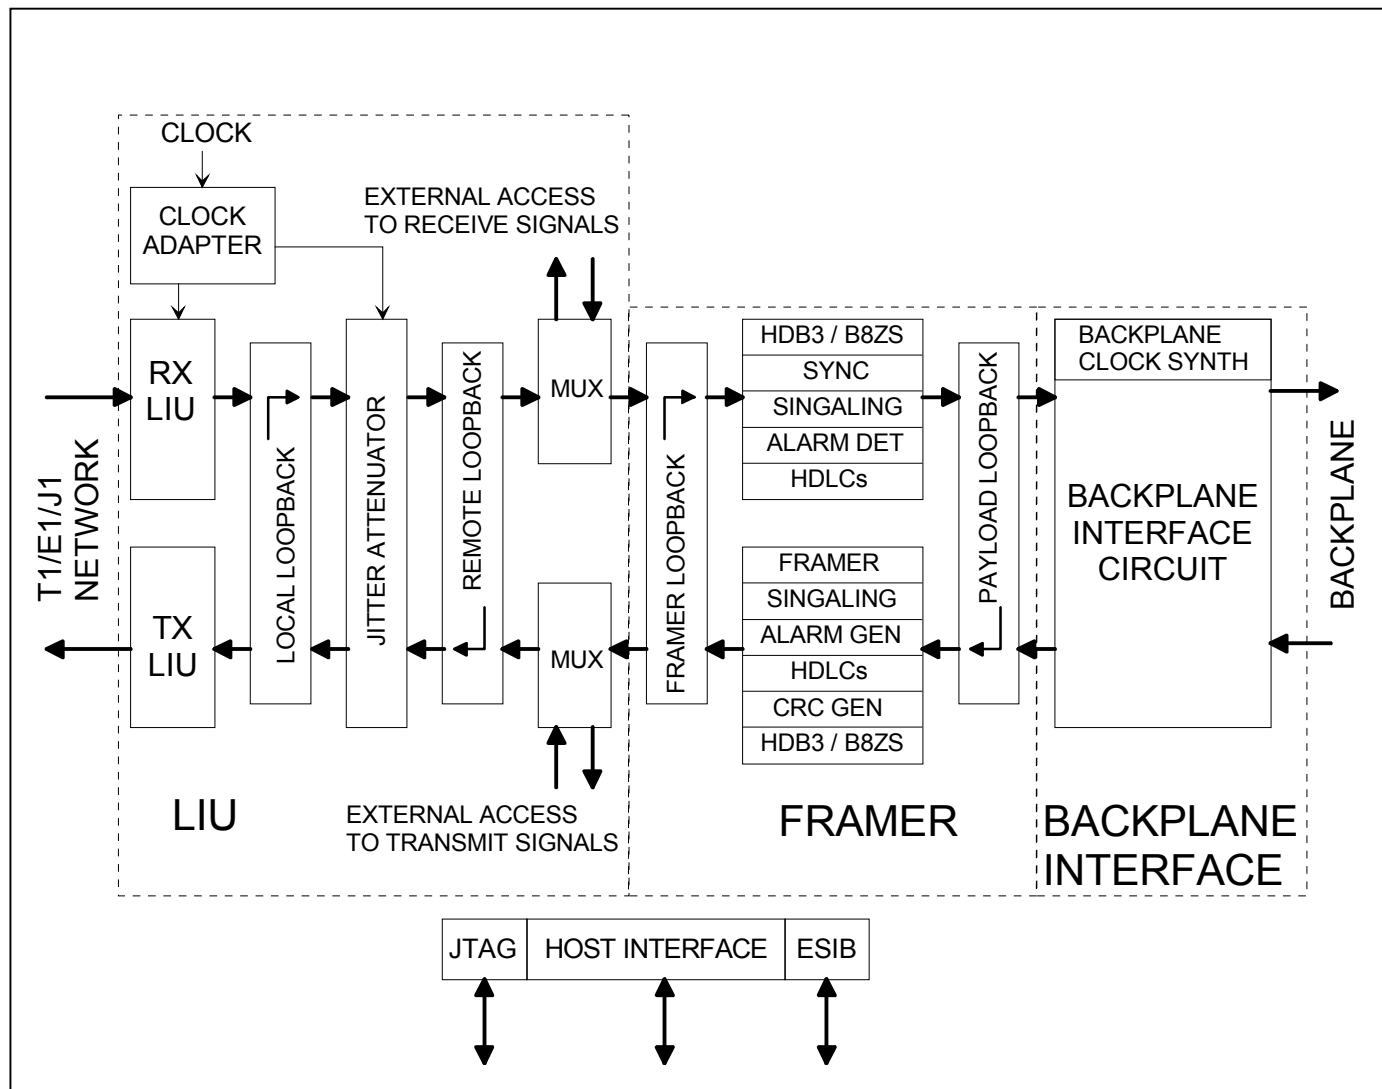 CLOCK
CLOCK
ADAPTER
EXTERNAL ACCESS
TO RECEIVE SIGNALS
RX
LIU
LOCAL LOOPBACK
JITTER ATTENUATOR
REMOTE LOOPBACK
MUX
FRAMER LOOPBACK
HDB3 / B8ZS
SYNC
SINGALING
ALARM DET
HDLCs
PAYLOAD LOOPBACK
BACKPLANE
CLOCK SYNTH
BACKPLANE
INTERFACE
CIRCUIT
BACKPLANE
T1/E1/J1
NETWORK
TX
LIU
MUX
FRAMER
SINGALING
ALARM GEN
HDLCs
CRC GEN
HDB3 / B8ZS
EXTERNAL ACCESS
TO TRANSMIT SIGNALS
LIU
FRAMER
BACKPLANE
INTERFACE
JTAG
HOST INTERFACE
ESIB